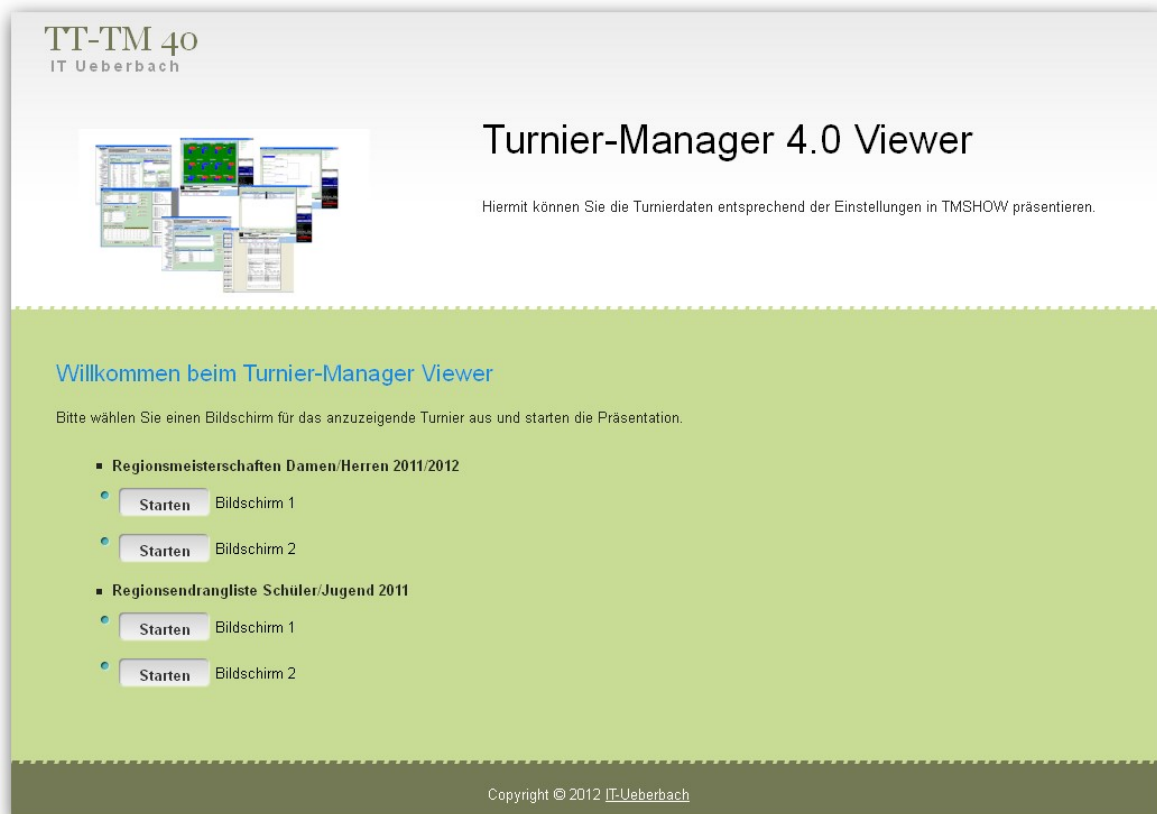 TT-TM 40
IT Ueberbach
Turnier-Manager 4.0 Viewer
Hiermit können Sie die Turnierdaten entsprechend der Einstellungen in TMSHOW präsentieren.
Willkommen beim Turnier-Manager Viewer
Bitte wählen Sie einen Bildschirm für das anzuzeigende Turnier aus und starten die Präsentation.
Regionsmeisterschaften Damen/Herren 2011/2012
Starten Bildschirm 1
Starten Bildschirm 2
Regionsendrangliste Schüler/Jugend 2011
Starten Bildschirm 1
Starten Bildschirm 2
Copyright © 2012 IT-Ueberbach